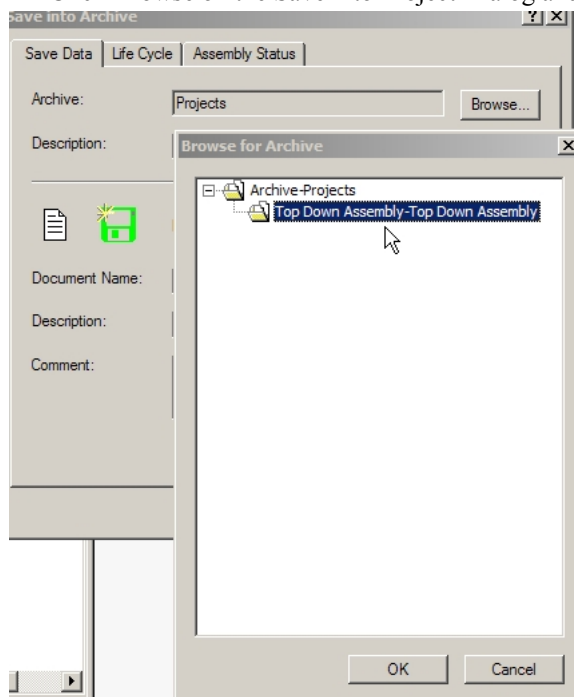 Save into Archive
Save Data Life Cycle Assembly Status
Archive: Projects Browse...
Description:
Browse for Archive
Archive-Projects
Top Down Assembly-Top Down Assembly
Document Name:
Description:
Comment:
OK Cancel